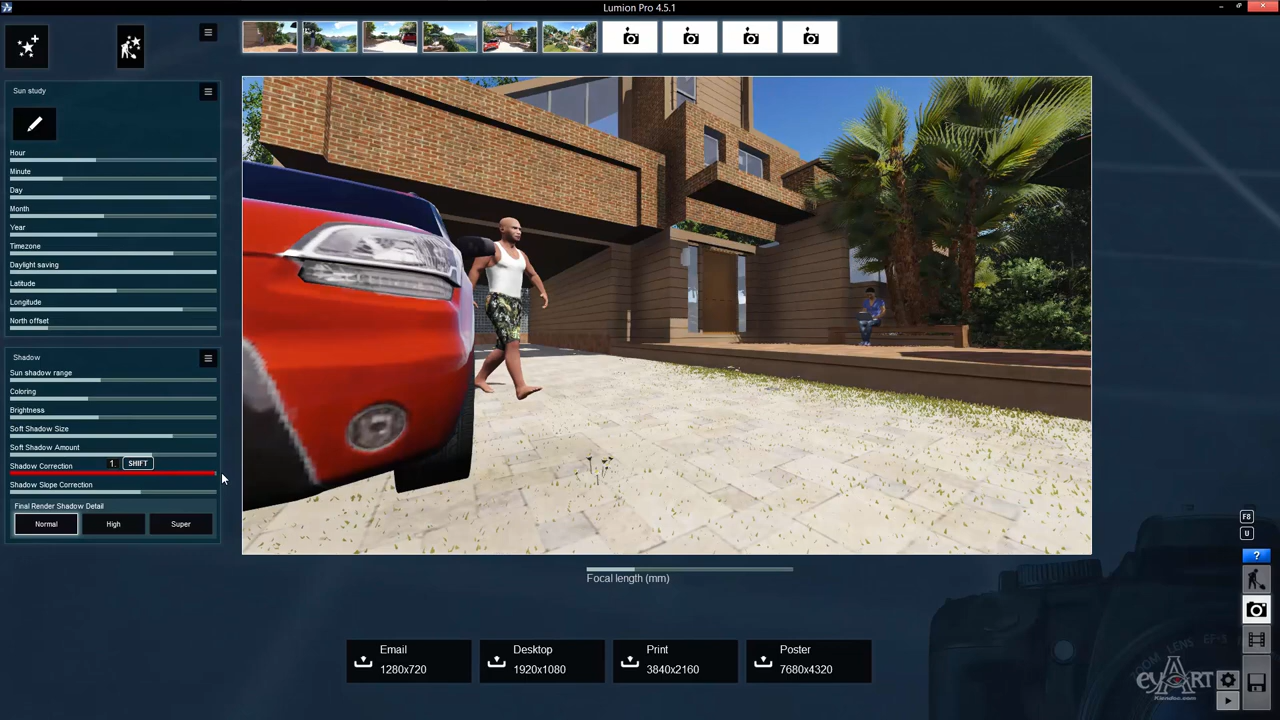 Lumion Pro 4.5.1
Sun study
Hour
Minute
Day
Month
Year
Timezone
Daylight saving
Latitude
Longitude
North offset
Shadow
Sun shadow range
Coloring
Brightness
Soft Shadow Size
Soft Shadow Amount
Shadow Correction 1. SHIFT
Shadow Slope Correction
Final Render Shadow Detail
Normal High Super
Focal length (mm)
F8
U
?
Email
1280x720
Desktop
1920x1080
Print
3840x2160
Poster
7680x4320
eyArt